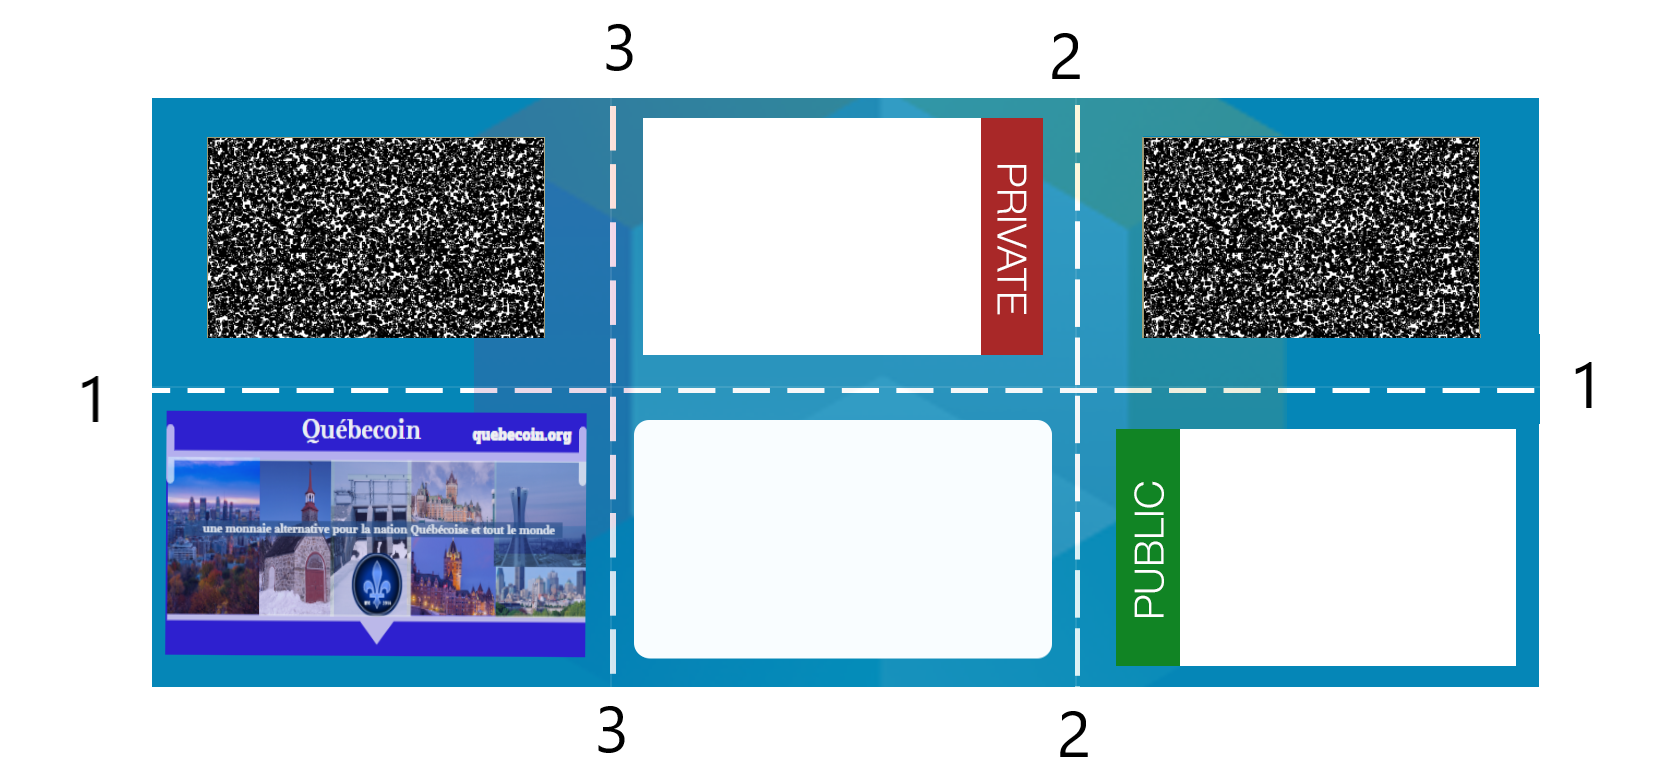 3
2
PRIVATE
1
1
Québecoin
quebecoin.org
une monnaie alternative pour la nation Québécoise et tout le monde
PUBLIC
3
2